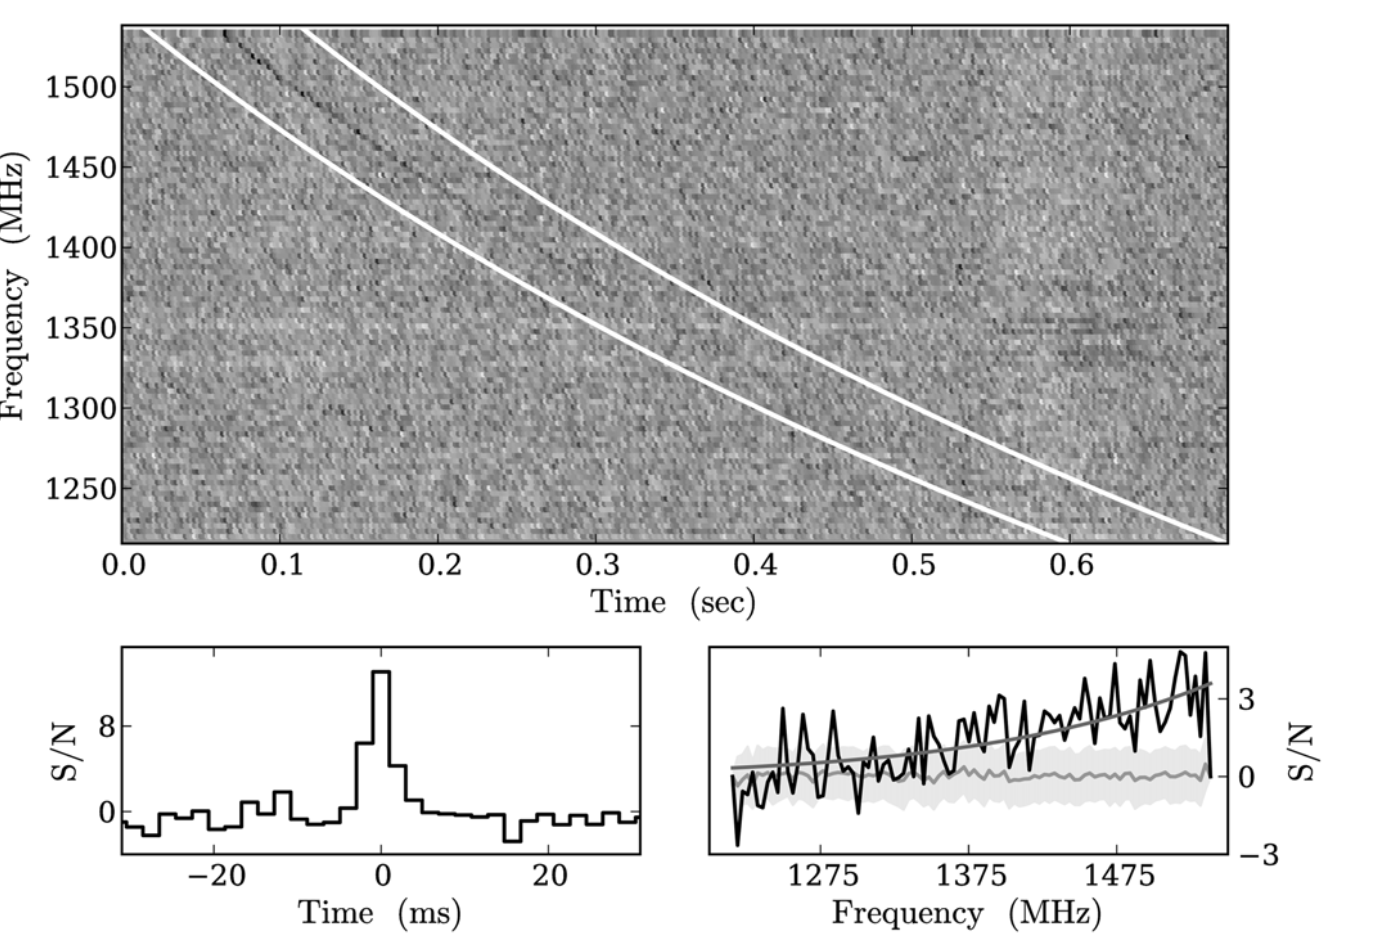 1500
1450
1400
1350
1300
1250
Frequency (MHz)
0.0 0.1 0.2 0.3 0.4 0.5 0.6
Time (sec)
8
0
S/N
−20 0 20
Time (ms)
3
0
−3
S/N
1275 1375 1475
Frequency (MHz)